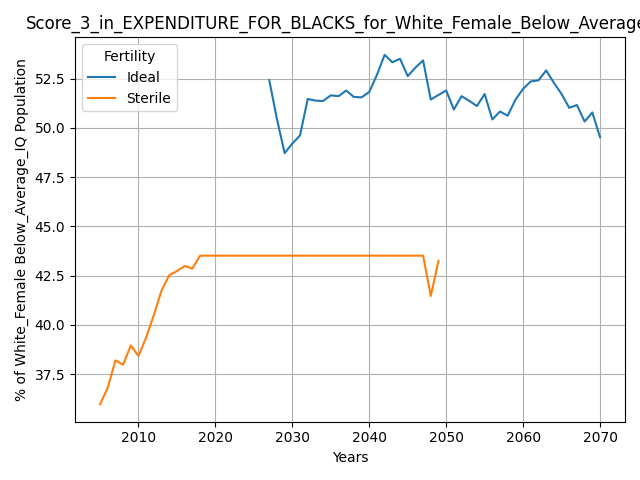 Score_3_in_EXPENDITURE_FOR_BLACKS_for_White_Female_Below_Average
Fertility
Ideal
Sterile
% of White_Female Below_Average_IQ Population
52.5
50.0
47.5
45.0
42.5
40.0
37.5
2010 2020 2030 2040 2050 2060 2070
Years